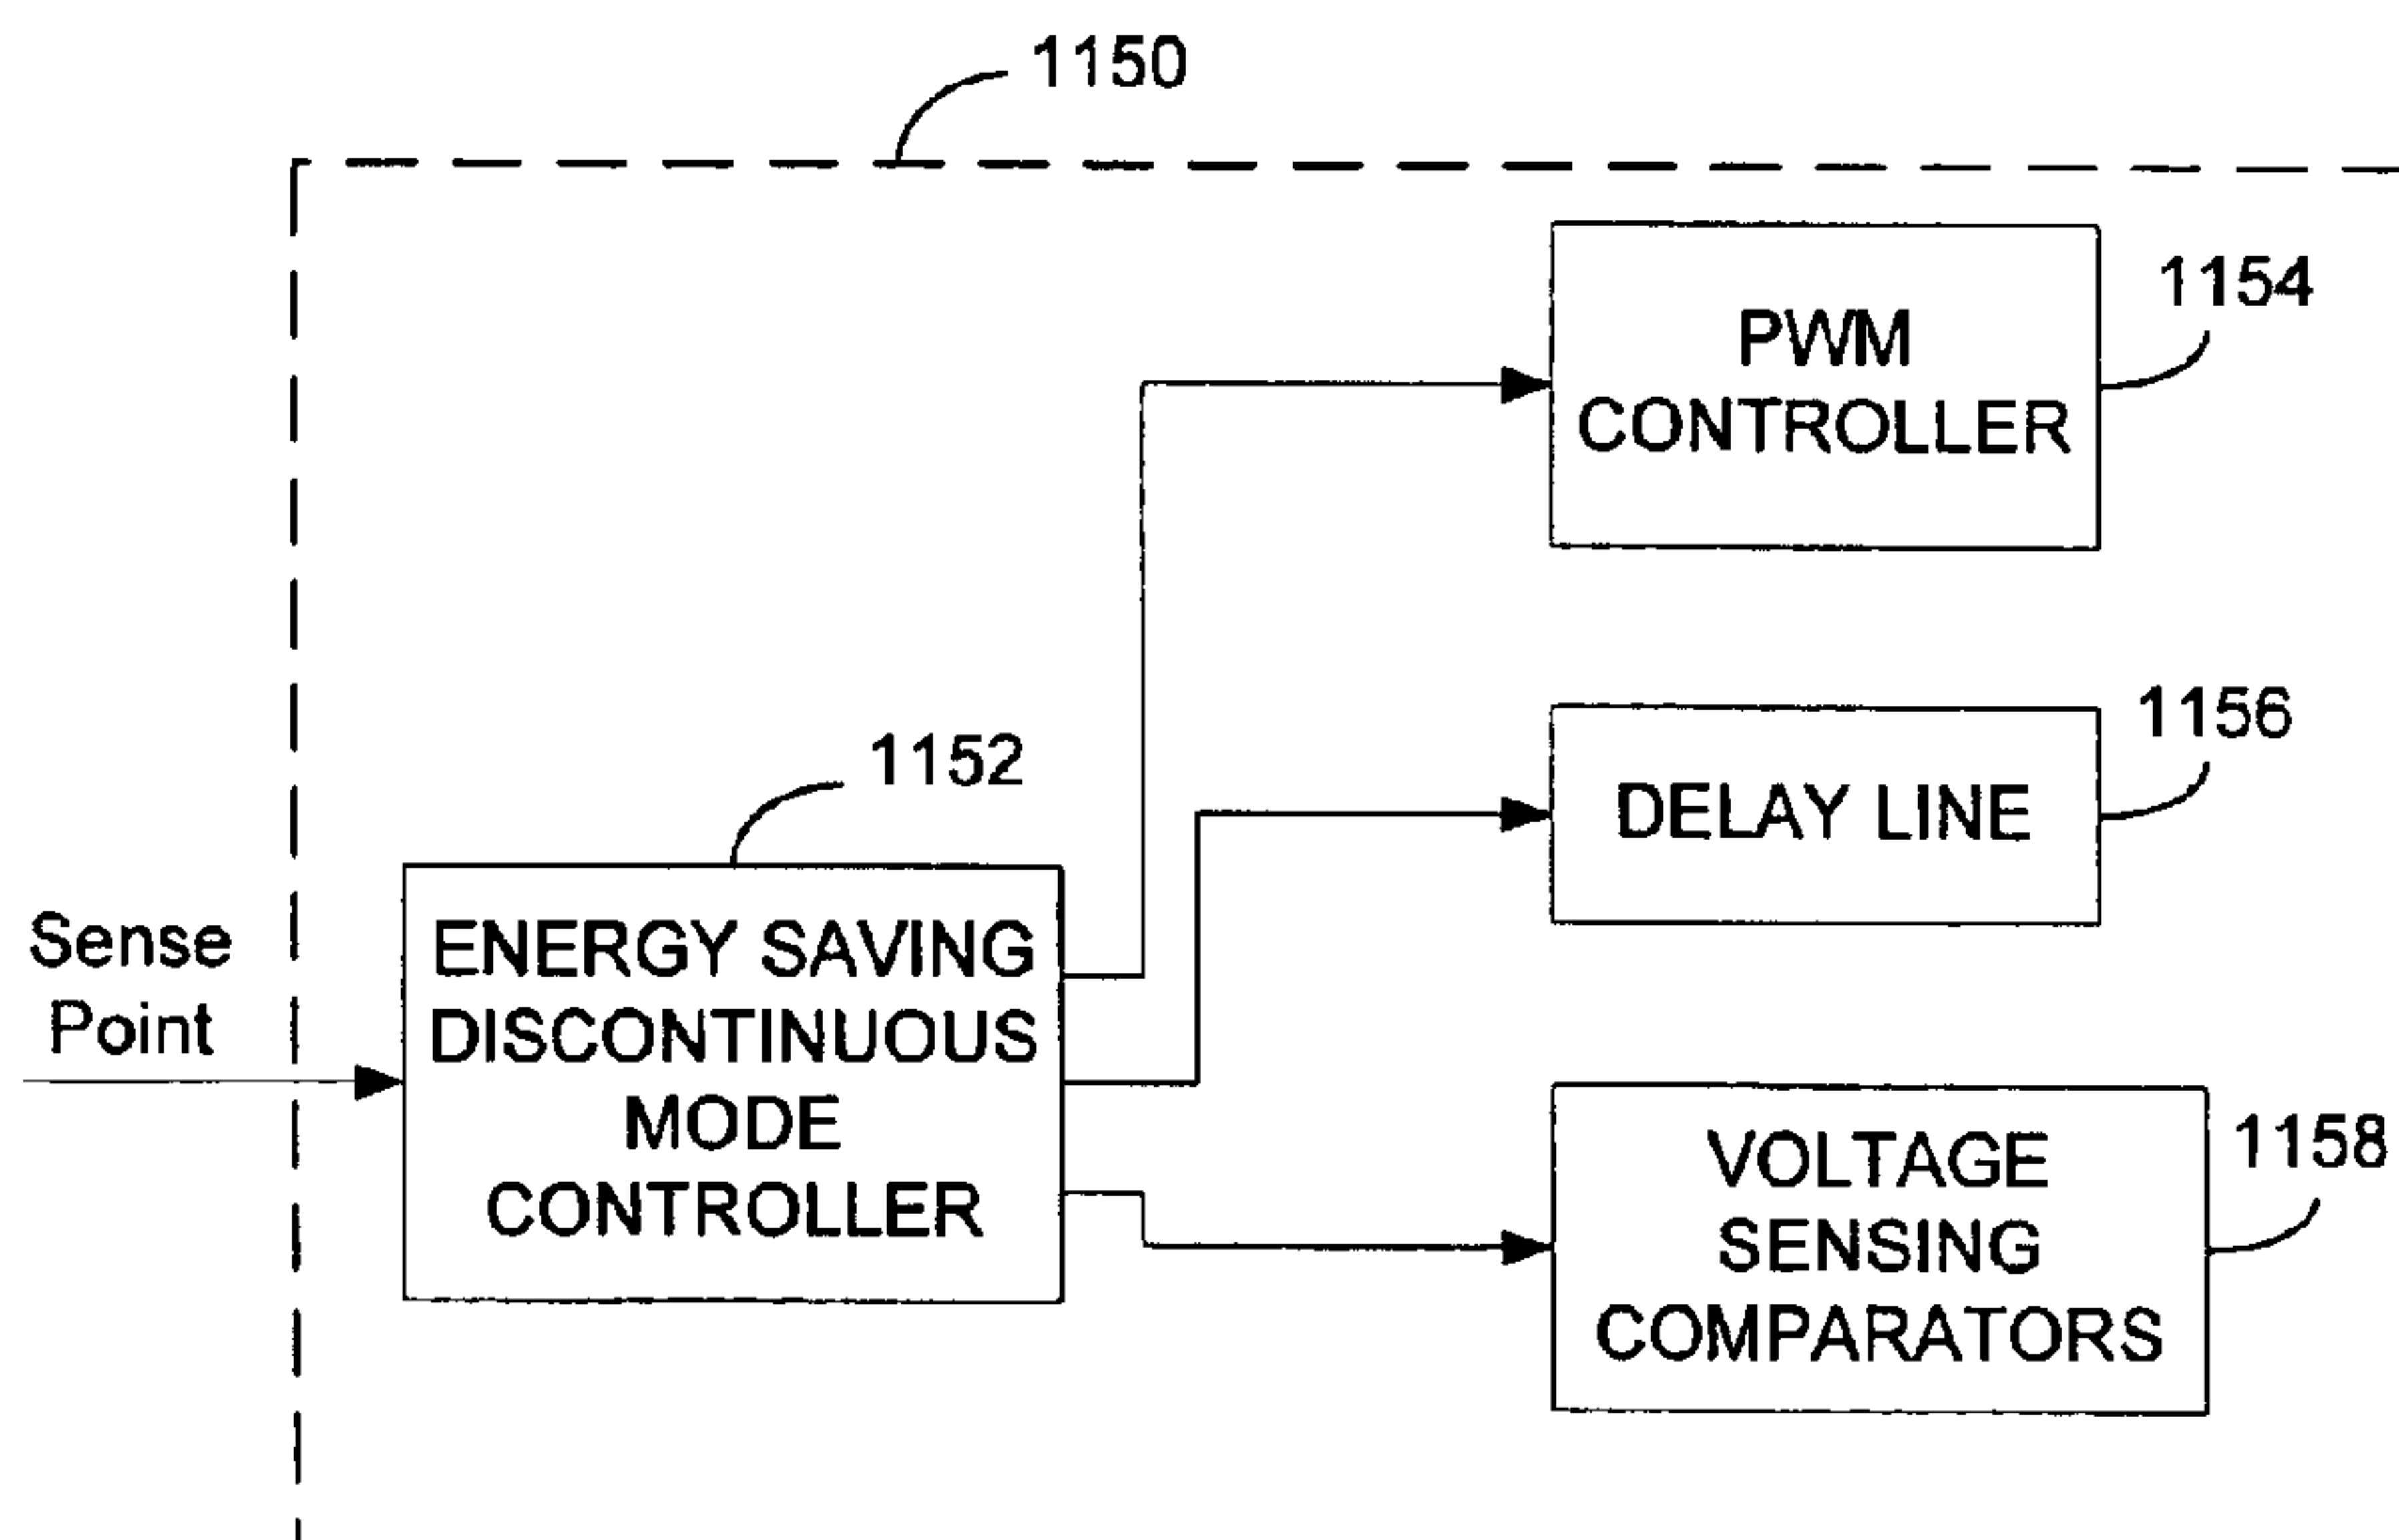 1150
PWM
CONTROLLER
1154
DELAY LINE
1156
1152
Sense
Point
ENERGY SAVING
DISCONTINUOUS
MODE
CONTROLLER
VOLTAGE
SENSING
COMPARATORS
1158